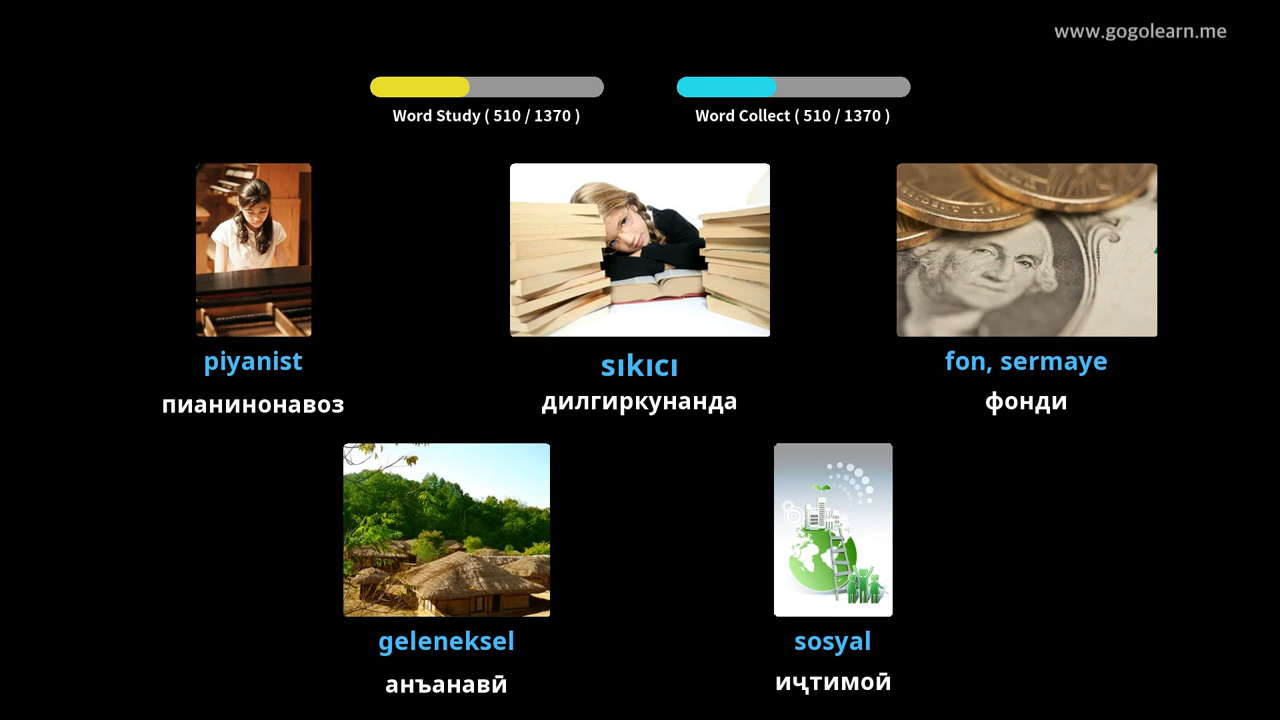 www.gogolearn.me
Word Study ( 510 / 1370 )
Word Collect ( 510 / 1370 )
piyanist
пианинонавоз
sıkıcı
дилгиркунанда
fon, sermaye
фонди
geleneksel
анъанавӣ
sosyal
иҷтимоӣ